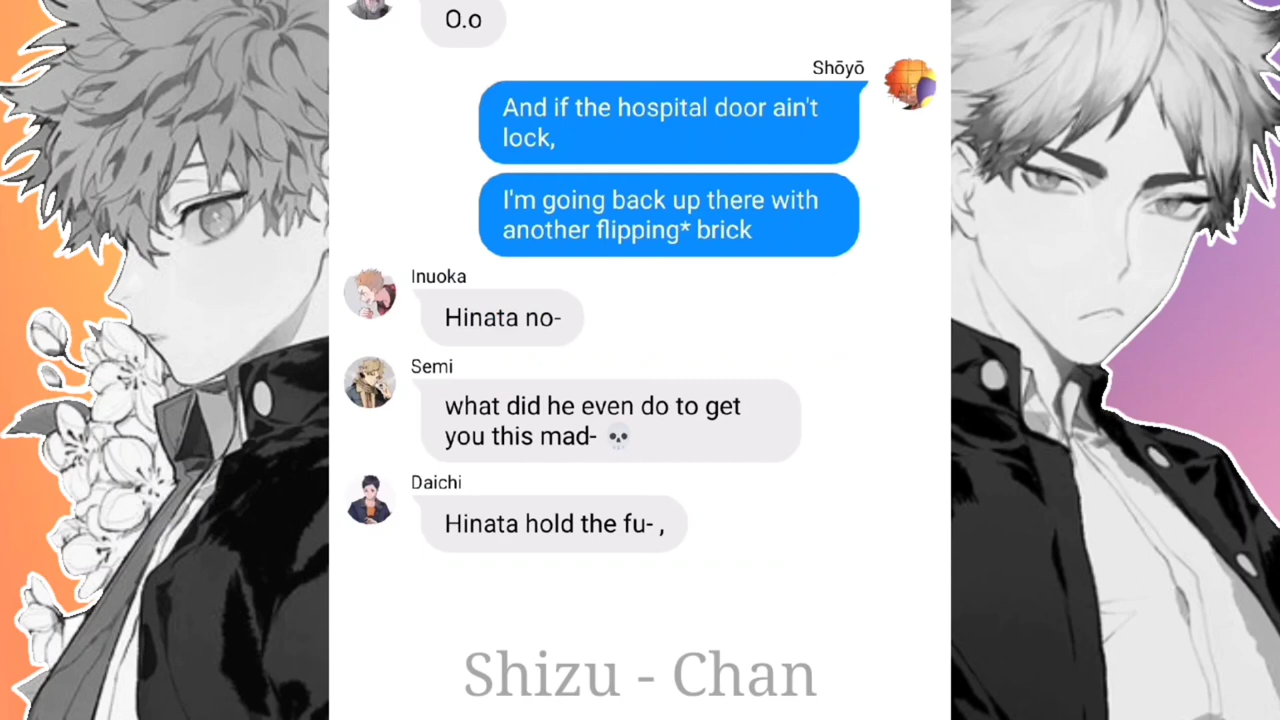 O.o
Shōyō
And if the hospital door ain't
lock,
I'm going back up there with
another flipping* brick
Inuoka
Hinata no-
Semi
what did he even do to get
you this mad- 💀
Daichi
Hinata hold the fu- ,
Shizu - Chan